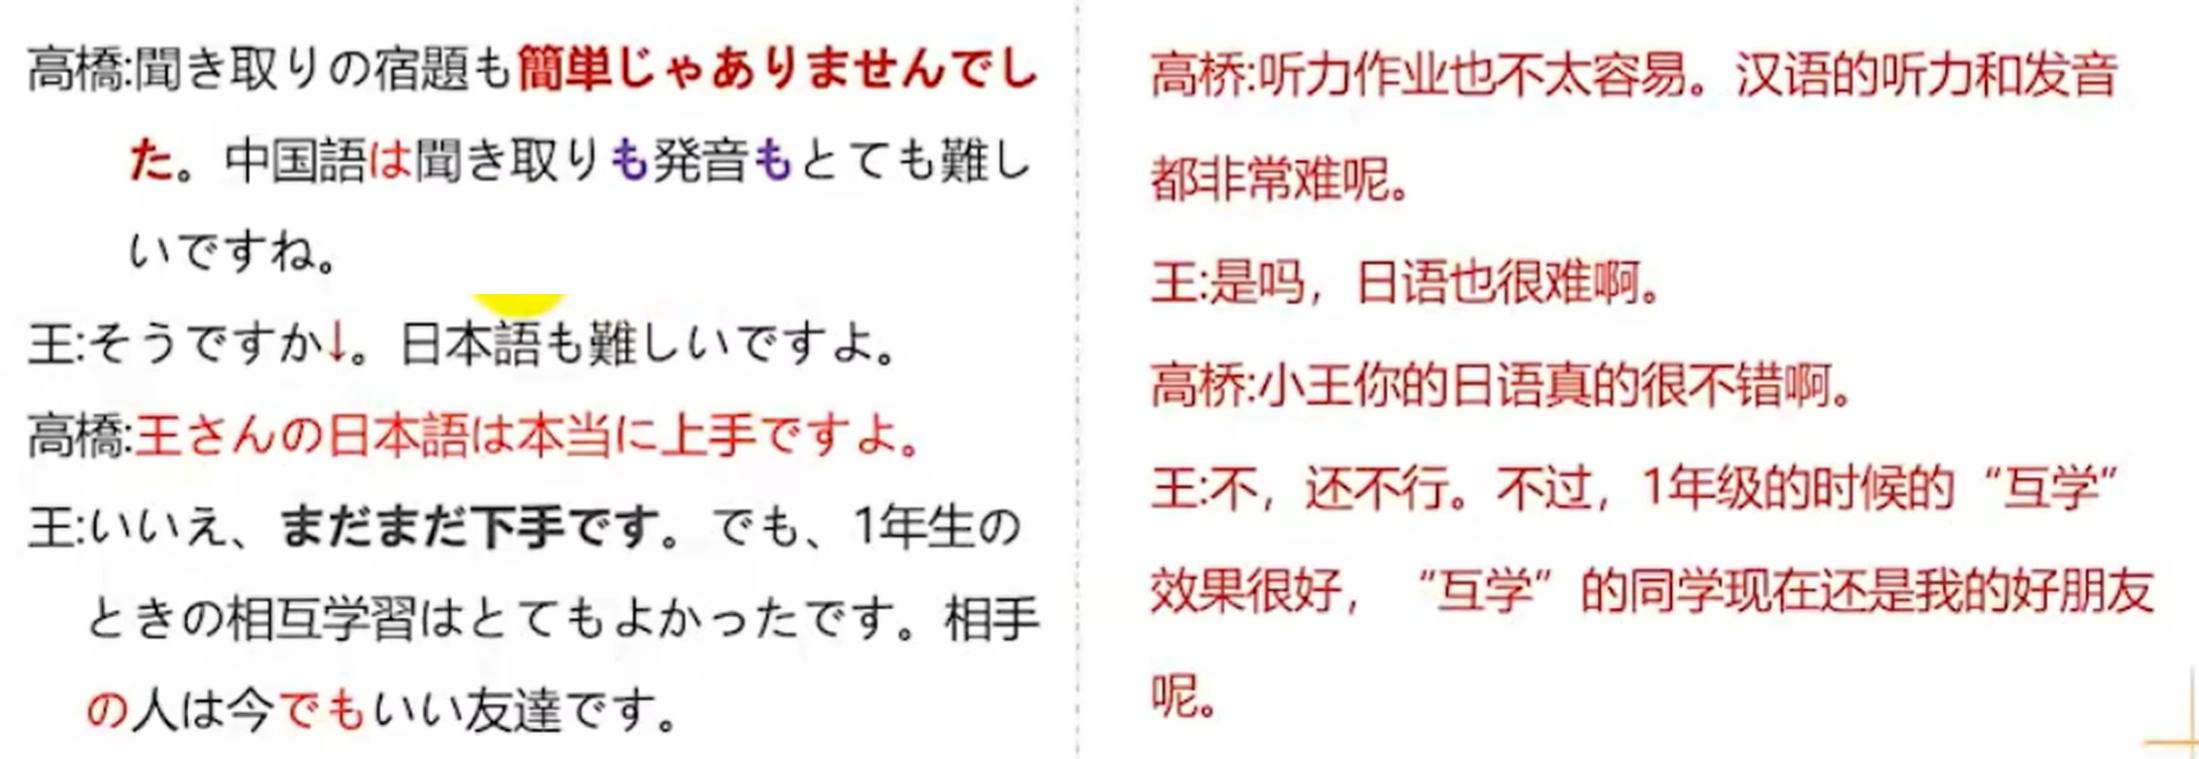 高橋:聞き取りの宿題も簡単じゃありませんでし
た。中国語は聞き取りも発音もとても難し
いですね。
王:そうですか↓。日本語も難しいですよ。
高橋:王さんの日本語は本当に上手ですよ。
王:いいえ、まだまだ下手です。でも、1年生の
ときの相互学習はとてもよかったです。相手
の人は今でもいい友達です。
高桥:听力作业也不太容易。汉语的听力和发音
都非常难呢。
王:是吗，日语也很难啊。
高桥:小王你的日语真的很不错啊。
王:不，还不行。不过，1年级的时候的“互学”
效果很好，“互学”的同学现在还是我的好朋友
呢。